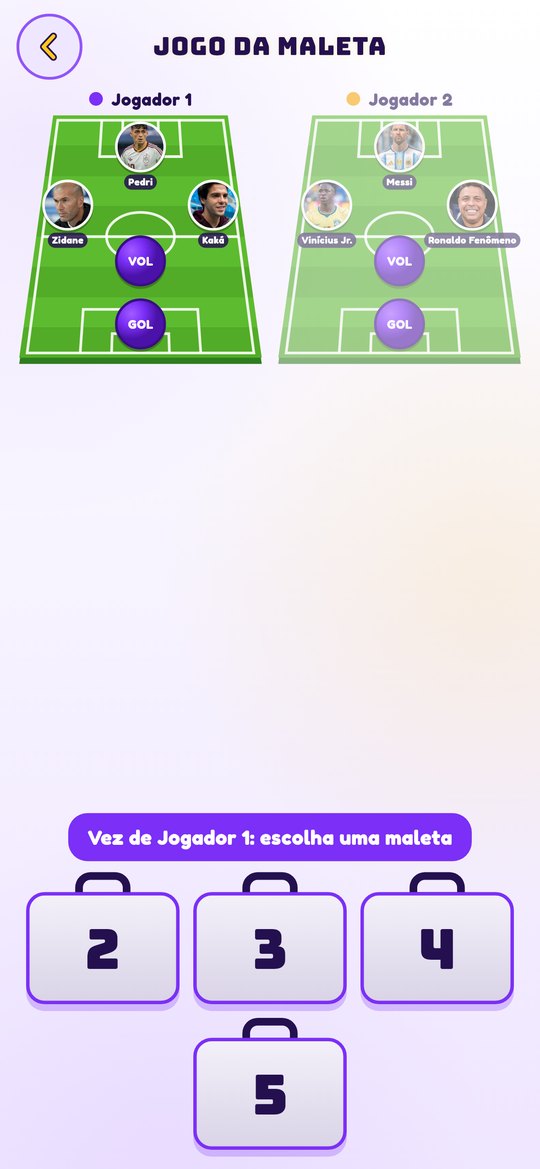 JOGO DA MALETA
Jogador 1
Jogador 2
Pedri
Messi
Zidane
Kaká
Vinícius Jr.
Ronaldo Fenômeno
VOL
VOL
GOL
GOL
Vez de Jogador 1: escolha uma maleta
2
3
4
5